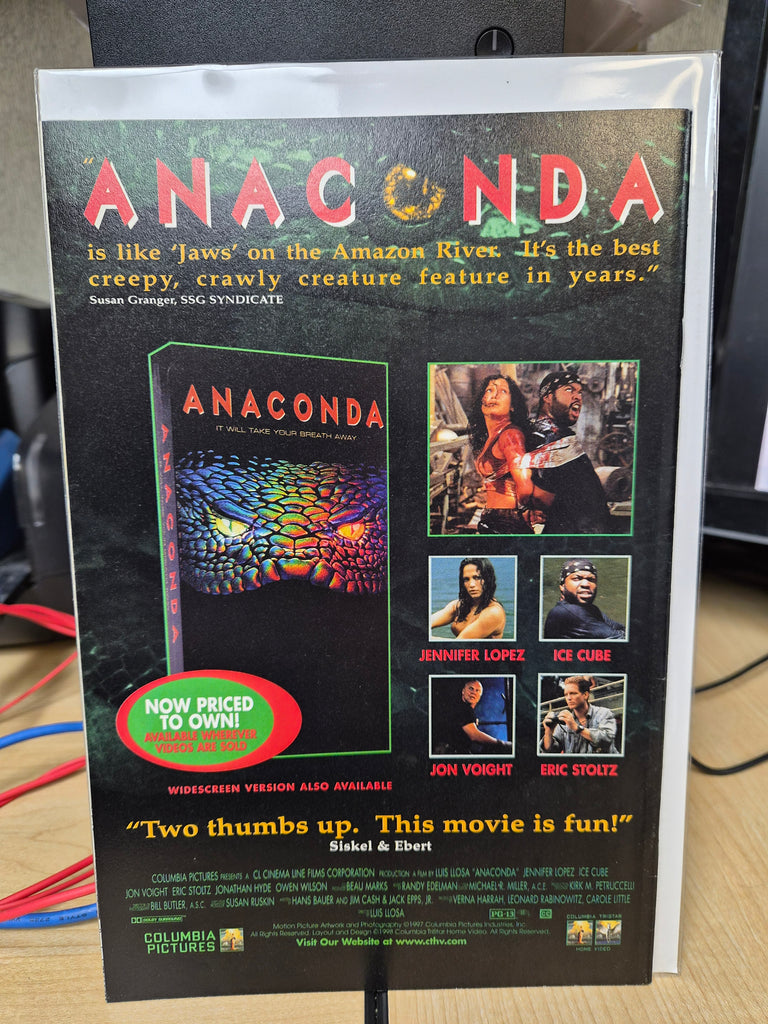 "ANACONDA
is like 'Jaws' on the Amazon River. It's the best
creepy, crawly creature feature in years."
Susan Granger, SSG SYNDICATE
ANACONDA
IT WILL TAKE YOUR BREATH AWAY
ANACONDA
JENNIFER LOPEZ
ICE CUBE
JON VOIGHT
ERIC STOLTZ
NOW PRICED
TO OWN!
AVAILABLE WHEREVER
VIDEOS ARE SOLD
WIDESCREEN VERSION ALSO AVAILABLE
"Two thumbs up. This movie is fun!"
Siskel & Ebert
COLUMBIA PICTURES PRESENTS A CL CINEMA LINE FILMS CORPORATION PRODUCTION A FILM BY LUIS LLOSA "ANACONDA" JENNIFER LOPEZ ICE CUBE
JON VOIGHT ERIC STOLTZ JONATHAN HYDE OWEN WILSON BEAU MARKS RANDY EDELMAN MICHAEL R. MILLER, A.C.E. KIRK M. PETRUCCELLI
BILL BUTLER, A.S.C. SUSAN RUSKIN HANS BAUER AND JIM CASH & JACK EPPS, JR. VERNA HARRAH, LEONARD RABINOWITZ, CAROLE LITTLE
LUIS LLOSA
DOLBY SURROUND
PG-13
COLUMBIA TRISTAR
HOME VIDEO
COLUMBIA
PICTURES
Motion Picture Artwork and Photography ©1997 Columbia Pictures Industries, Inc.
All Rights Reserved. Layout and Design ©1998 Columbia TriStar Home Video. All Rights Reserved.
Visit Our Website at www.cthv.com